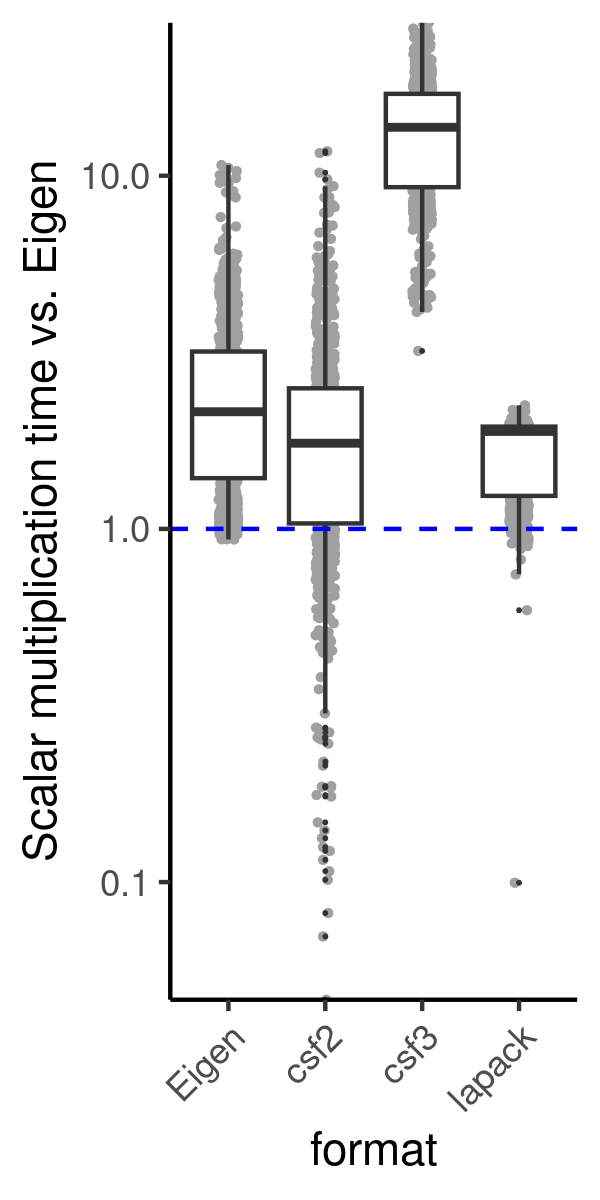 Scalar multiplication time vs. Eigen
10.0
1.0
0.1
Eigen
csf2
csf3
lapack
format